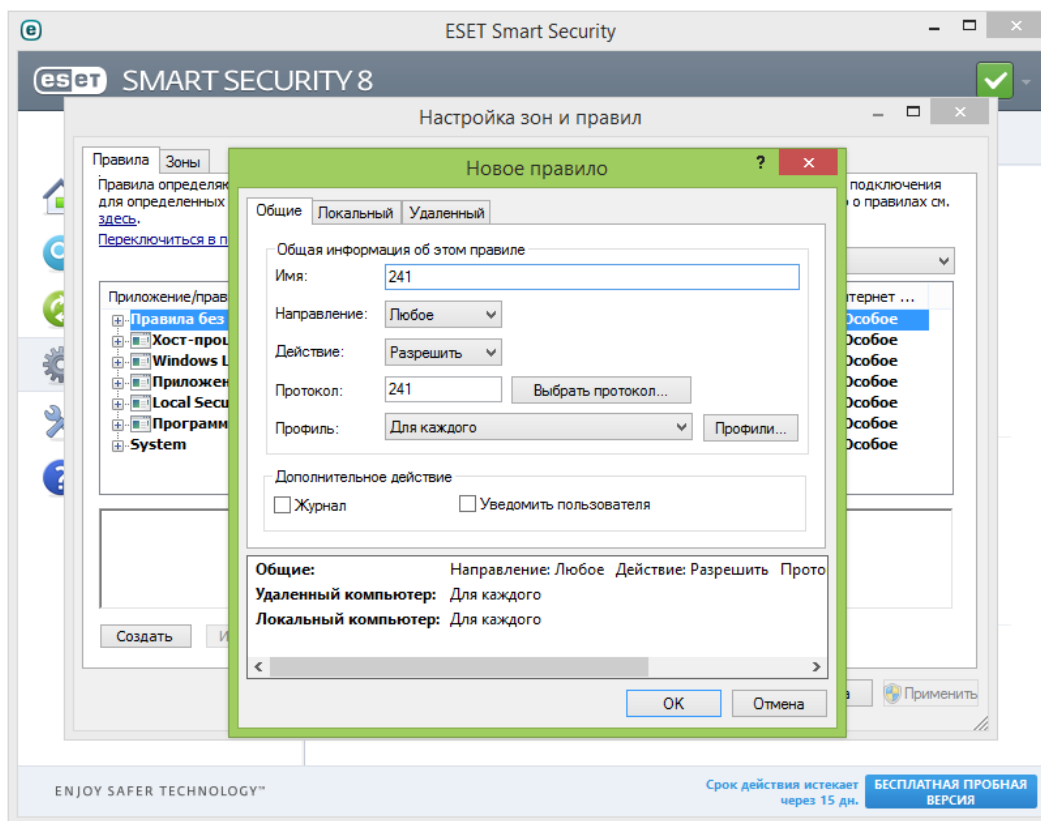 ESET Smart Security
eset SMART SECURITY 8
Настройка зон и правил
Правила Зоны
Правила определяю
подключения
для определенных
о правилах см.
здесь.
Переключиться в п
Приложение/прав
тернет ...
Правила без
Особое
Хост-проц
Особое
Windows L
Особое
Приложен
Особое
Local Secu
Особое
Программ
Особое
System
Особое
Создать
Применить
Новое правило
Общие Локальный Удаленный
Общая информация об этом правиле
Имя: 241
Направление: Любое
Действие: Разрешить
Протокол: 241 Выбрать протокол...
Профиль: Для каждого Профили...
Дополнительное действие
Журнал Уведомить пользователя
Общие: Направление: Любое Действие: Разрешить Прото
Удаленный компьютер: Для каждого
Локальный компьютер: Для каждого
OK Отмена
ENJOY SAFER TECHNOLOGY™
Срок действия истекает
через 15 дн.
БЕСПЛАТНАЯ ПРОБНАЯ
ВЕРСИЯ